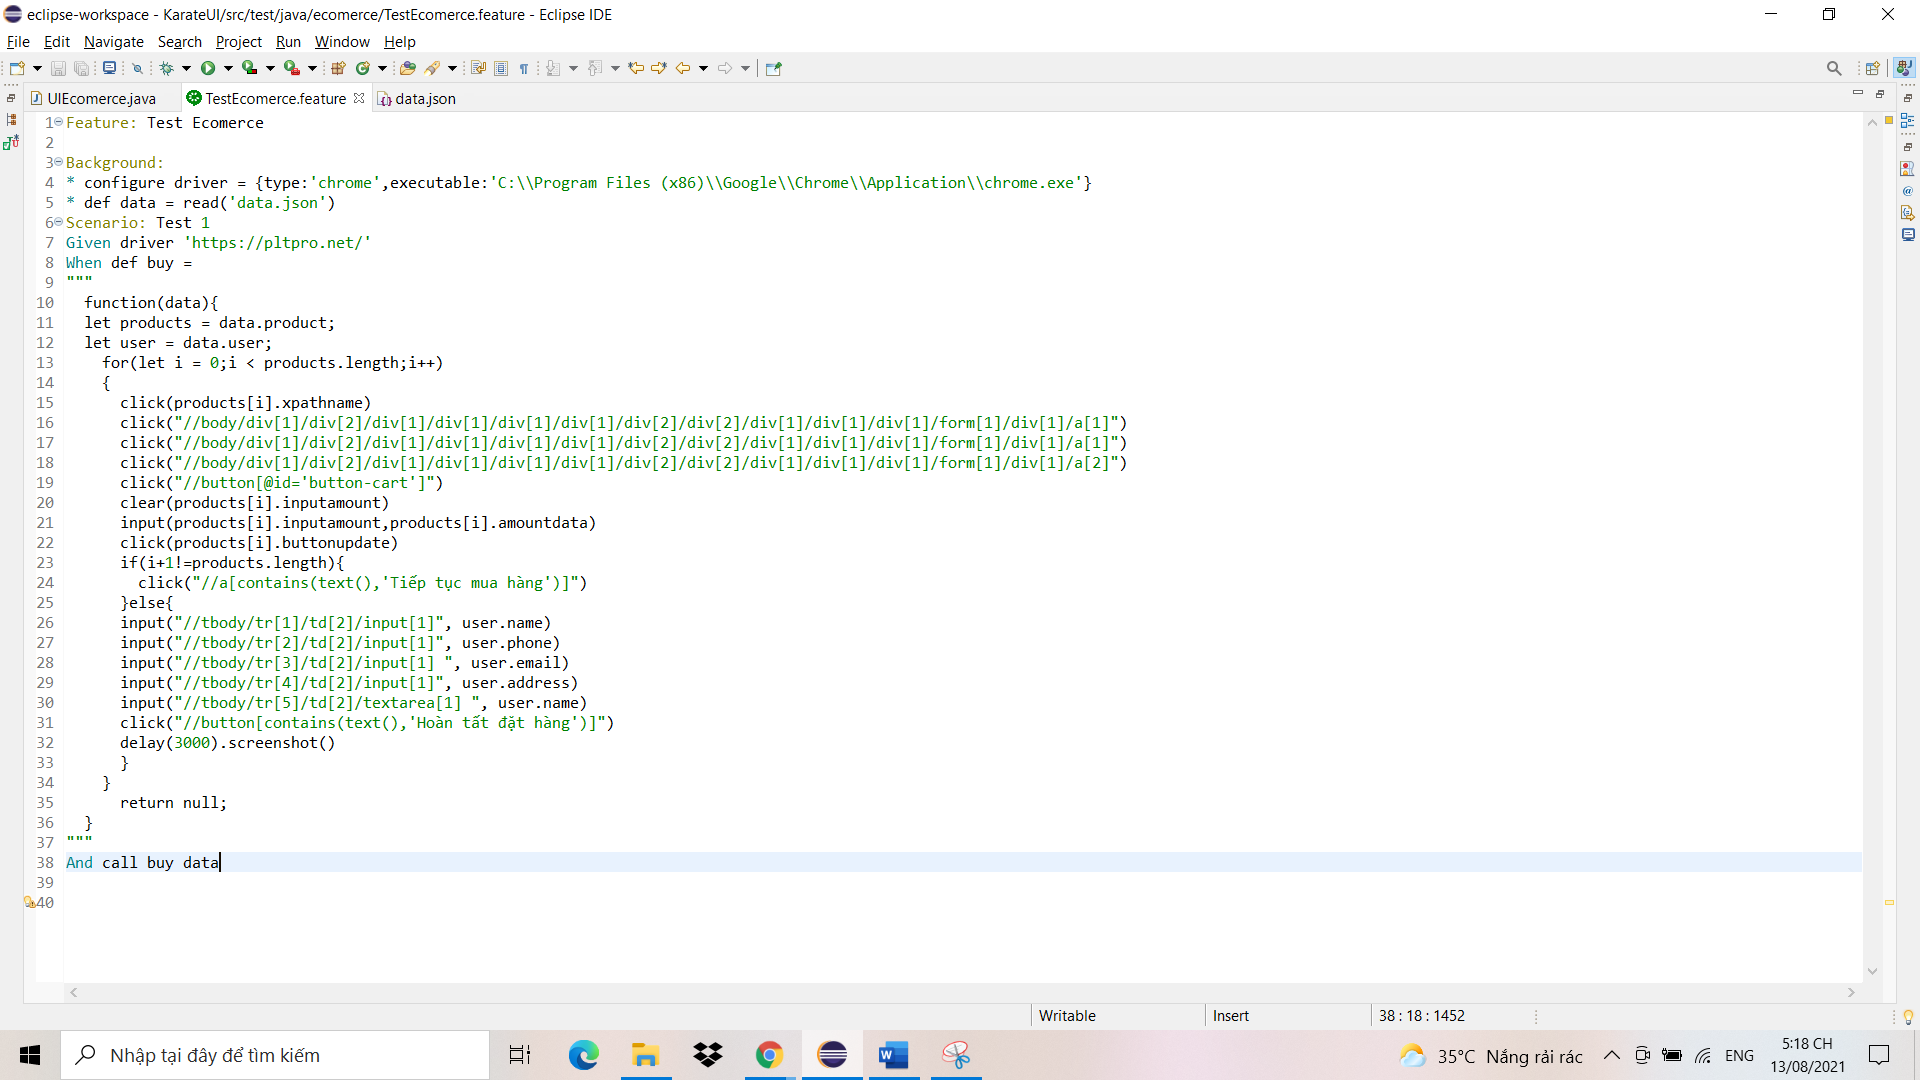 eclipse-workspace - KarateUI/src/test/java/ecomerce/TestEcomerce.feature - Eclipse IDE
File Edit Navigate Search Project Run Window Help
UIEcomerce.java TestEcomerce.feature data.json
1 Feature: Test Ecomerce
2
3 Background:
4 * configure driver = {type:'chrome',executable:'C:\\Program Files (x86)\\Google\\Chrome\\Application\\chrome.exe'}
5 * def data = read('data.json')
6 Scenario: Test 1
7 Given driver 'https://pltpro.net/'
8 When def buy =
9 """
10 function(data){
11 let products = data.product;
12 let user = data.user;
13 for(let i = 0;i < products.length;i++)
14 {
15 click(products[i].xpathname)
16 click("//body/div[1]/div[2]/div[1]/div[1]/div[1]/div[1]/div[2]/div[2]/div[1]/div[1]/div[1]/form[1]/div[1]/a[1]")
17 click("//body/div[1]/div[2]/div[1]/div[1]/div[1]/div[1]/div[2]/div[2]/div[1]/div[1]/div[1]/form[1]/div[1]/a[1]")
18 click("//body/div[1]/div[2]/div[1]/div[1]/div[1]/div[1]/div[2]/div[2]/div[1]/div[1]/div[1]/form[1]/div[1]/a[2]")
19 click("//button[@id='button-cart']")
20 clear(products[i].inputamount)
21 input(products[i].inputamount,products[i].amountdata)
22 click(products[i].buttonupdate)
23 if(i+1!=products.length){
24 click("//a[contains(text(),'Tiếp tục mua hàng')]")
25 }else{
26 input("//tbody/tr[1]/td[2]/input[1]", user.name)
27 input("//tbody/tr[2]/td[2]/input[1]", user.phone)
28 input("//tbody/tr[3]/td[2]/input[1] ", user.email)
29 input("//tbody/tr[4]/td[2]/input[1]", user.address)
30 input("//tbody/tr[5]/td[2]/textarea[1] ", user.name)
31 click("//button[contains(text(),'Hoàn tất đặt hàng')]")
32 delay(3000).screenshot()
33 }
34 }
35 return null;
36 }
37 """
38 And call buy data
39
40
Writable Insert 38 : 18 : 1452
Nhập tại đây để tìm kiếm
35°C Nắng rải rác ENG 5:18 CH
13/08/2021